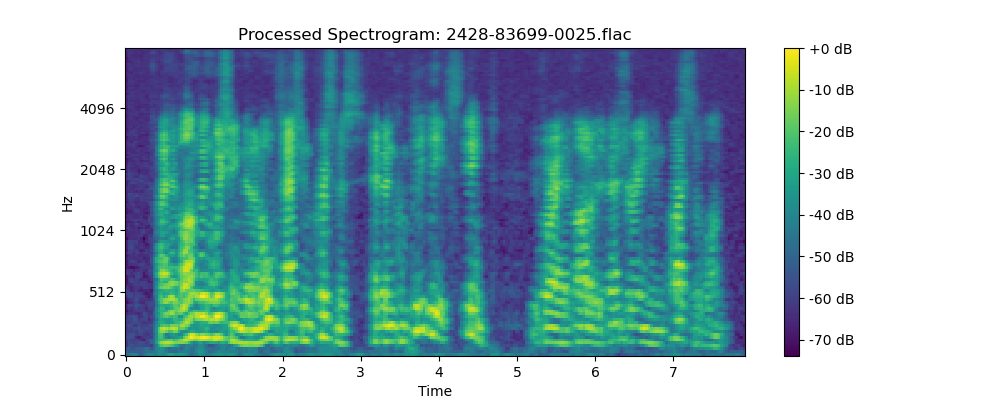 Processed Spectrogram: 2428-83699-0025.flac
Hz
4096
2048
1024
512
0
0 1 2 3 4 5 6 7
Time
+0 dB
-10 dB
-20 dB
-30 dB
-40 dB
-50 dB
-60 dB
-70 dB